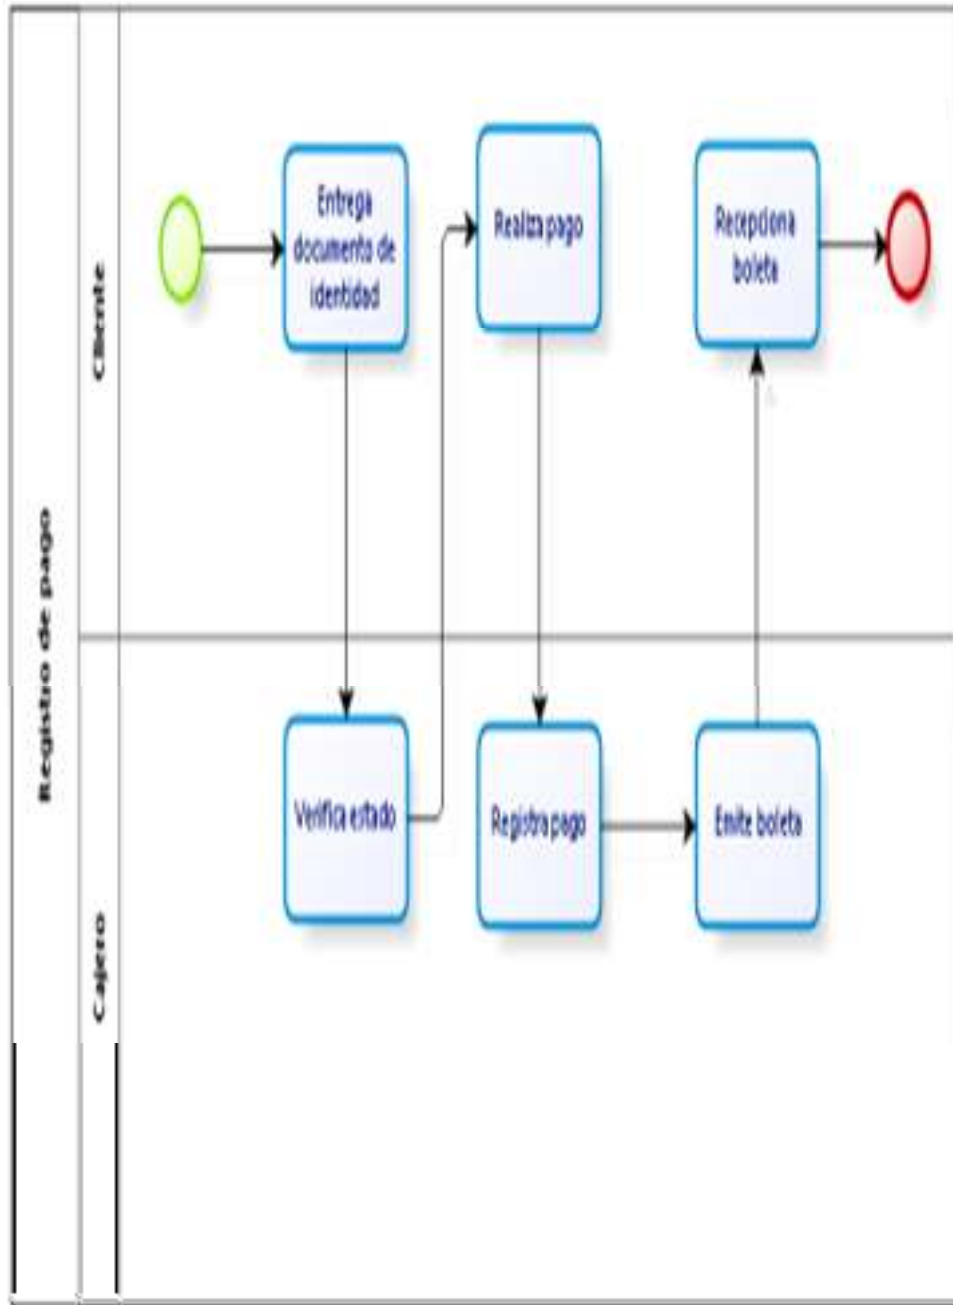 Registro de pago
Cliente
Entrega
documento de
identidad
Realiza pago
Recepciona
boleta
Cajero
Verifica estado
Registra pago
Emite boleta